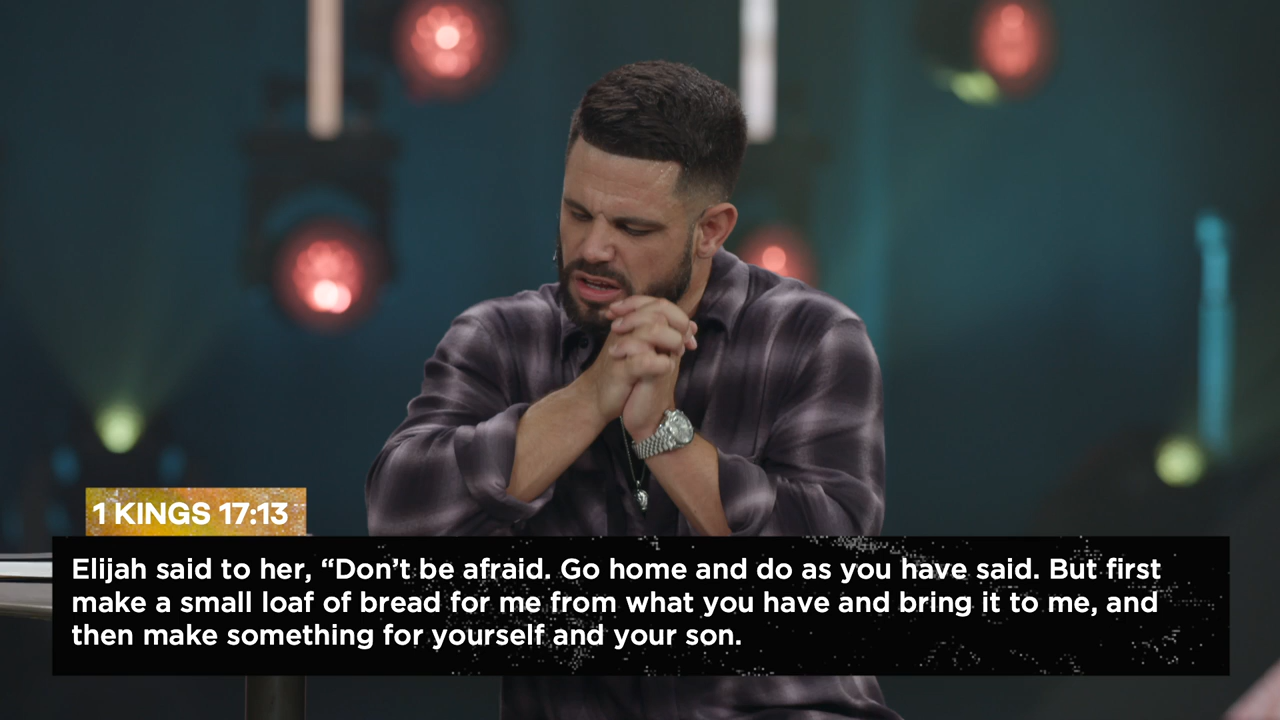 1 KINGS 17:13
Elijah said to her, “Don’t be afraid. Go home and do as you have said. But first
make a small loaf of bread for me from what you have and bring it to me, and
then make something for yourself and your son.